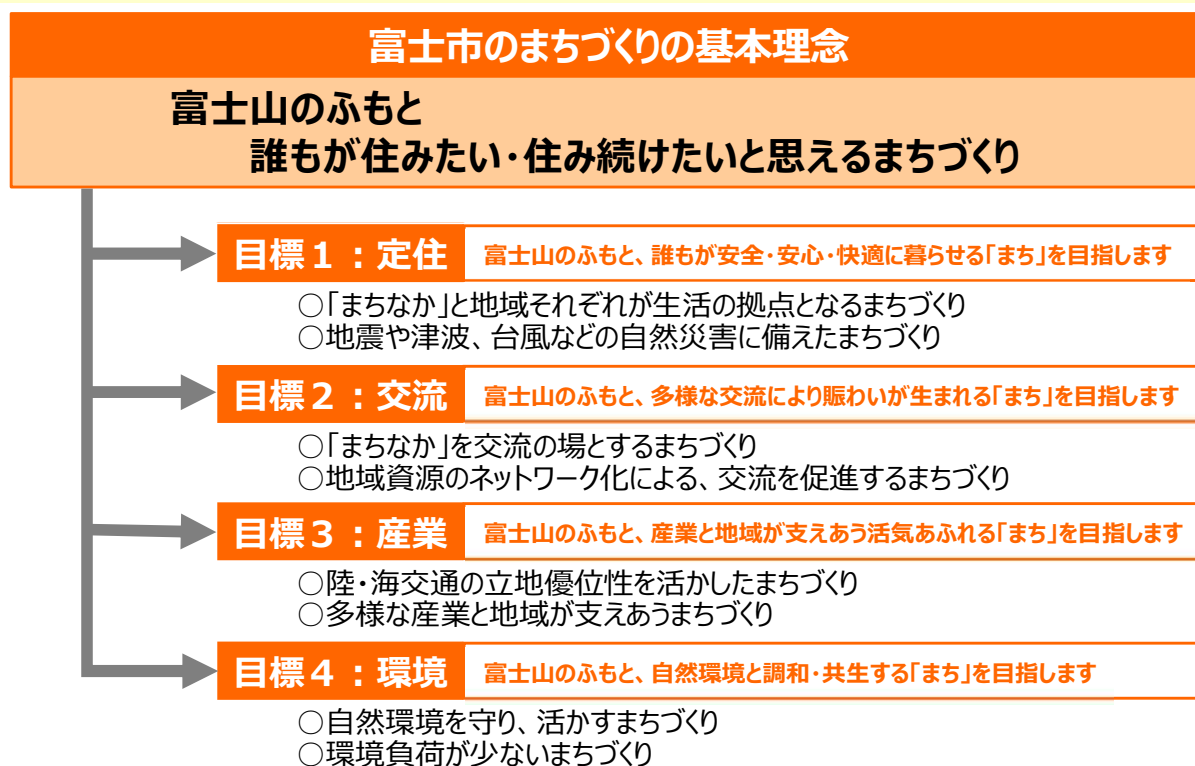 富士市のまちづくりの基本理念
富士山のふもと
誰もが住みたい・住み続けたいと思えるまちづくり
目標１：定住 富士山のふもと、誰もが安全・安心・快適に暮らせる「まち」を目指します
○「まちなか」と地域それぞれが生活の拠点となるまちづくり
○地震や津波、台風などの自然災害に備えたまちづくり
目標２：交流 富士山のふもと、多様な交流により賑わいが生まれる「まち」を目指します
○「まちなか」を交流の場とするまちづくり
○地域資源のネットワーク化による、交流を促進するまちづくり
目標３：産業 富士山のふもと、産業と地域が支えあう活気あふれる「まち」を目指します
○陸・海交通の立地優位性を活かしたまちづくり
○多様な産業と地域が支えあうまちづくり
目標４：環境 富士山のふもと、自然環境と調和・共生する「まち」を目指します
○自然環境を守り、活かすまちづくり
○環境負荷が少ないまちづくり